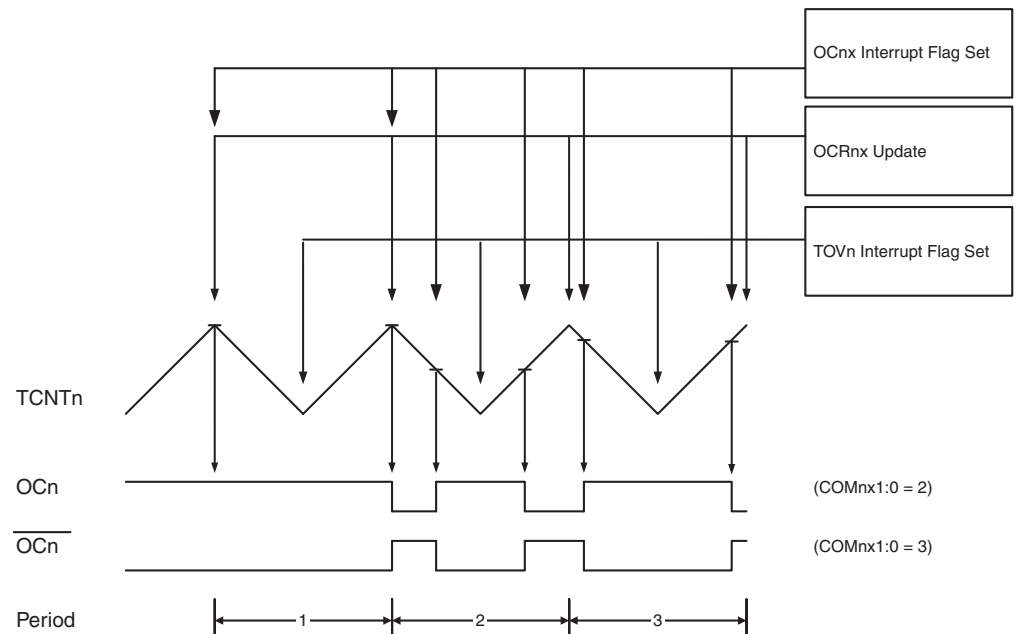 OCnx Interrupt Flag Set
OCRnx Update
TOVn Interrupt Flag Set
TCNTn
OCn
(COMnx1:0 = 2)
OCn
(COMnx1:0 = 3)
Period
1
2
3